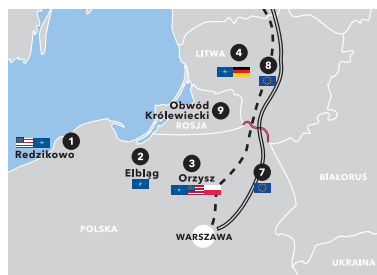 LITWA
4
8
Obwód
Królewiecki
9
ROSJA
1
Redzikowo
2
Elbląg
3
Orzysz
7
BIAŁORUŚ
POLSKA
WARSZAWA
UKRAINA